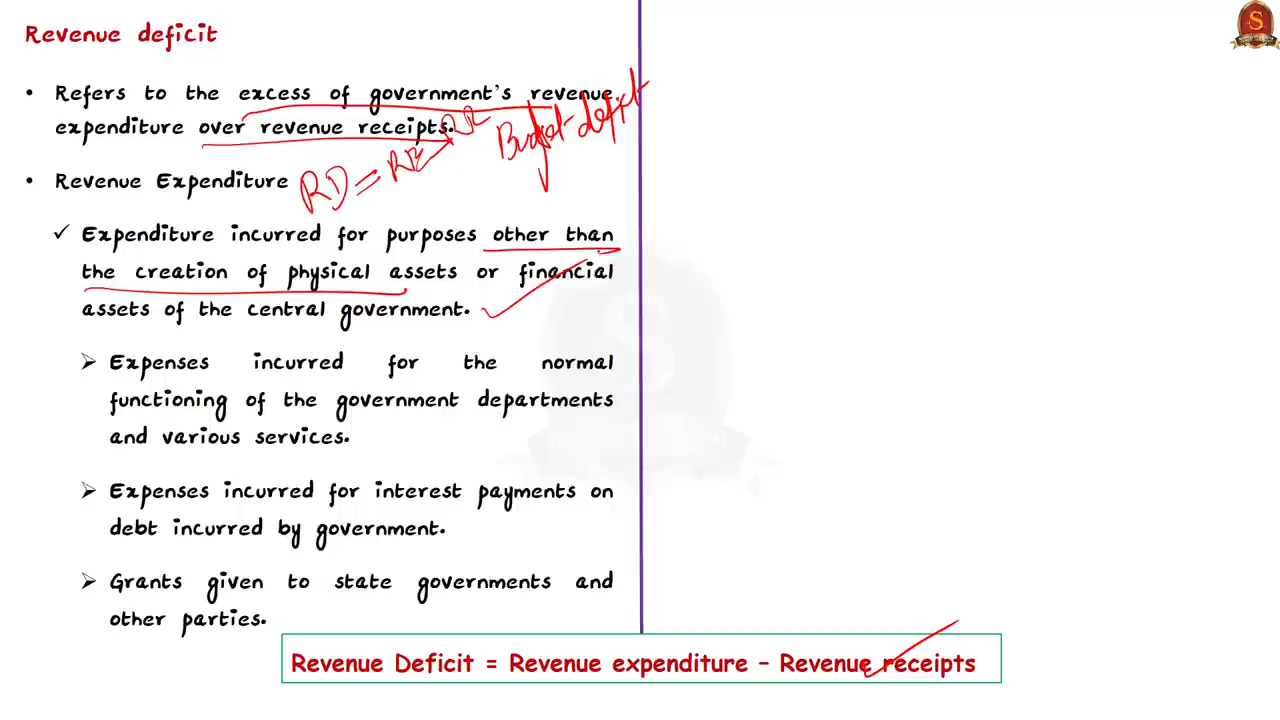 Revenue deficit
• Refers to the excess of government's revenue
expenditure over revenue receipts.
RD = RE - RR
Budget deficit
• Revenue Expenditure
✓ Expenditure incurred for purposes other than
the creation of physical assets or financial
assets of the central government.
➢ Expenses incurred for the normal
functioning of the government departments
and various services.
➢ Expenses incurred for interest payments on
debt incurred by government.
➢ Grants given to state governments and
other parties.
Revenue Deficit = Revenue expenditure – Revenue receipts
S